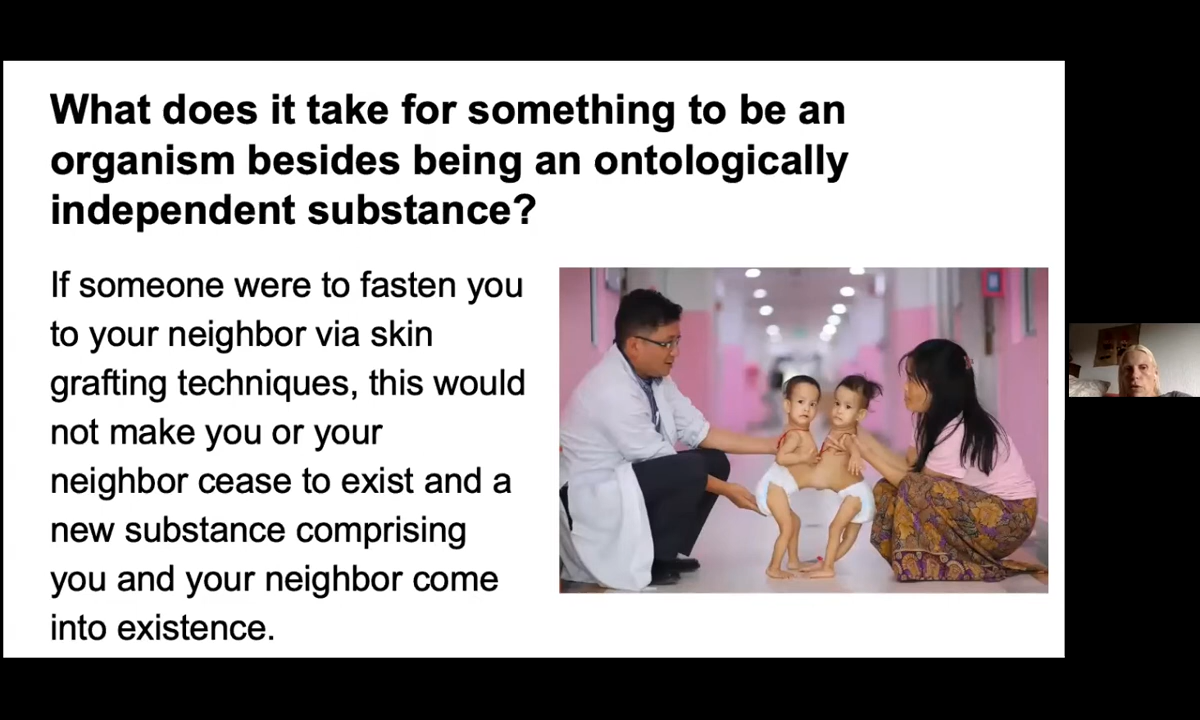 What does it take for something to be an
organism besides being an ontologically
independent substance?
If someone were to fasten you
to your neighbor via skin
grafting techniques, this would
not make you or your
neighbor cease to exist and a
new substance comprising
you and your neighbor come
into existence.